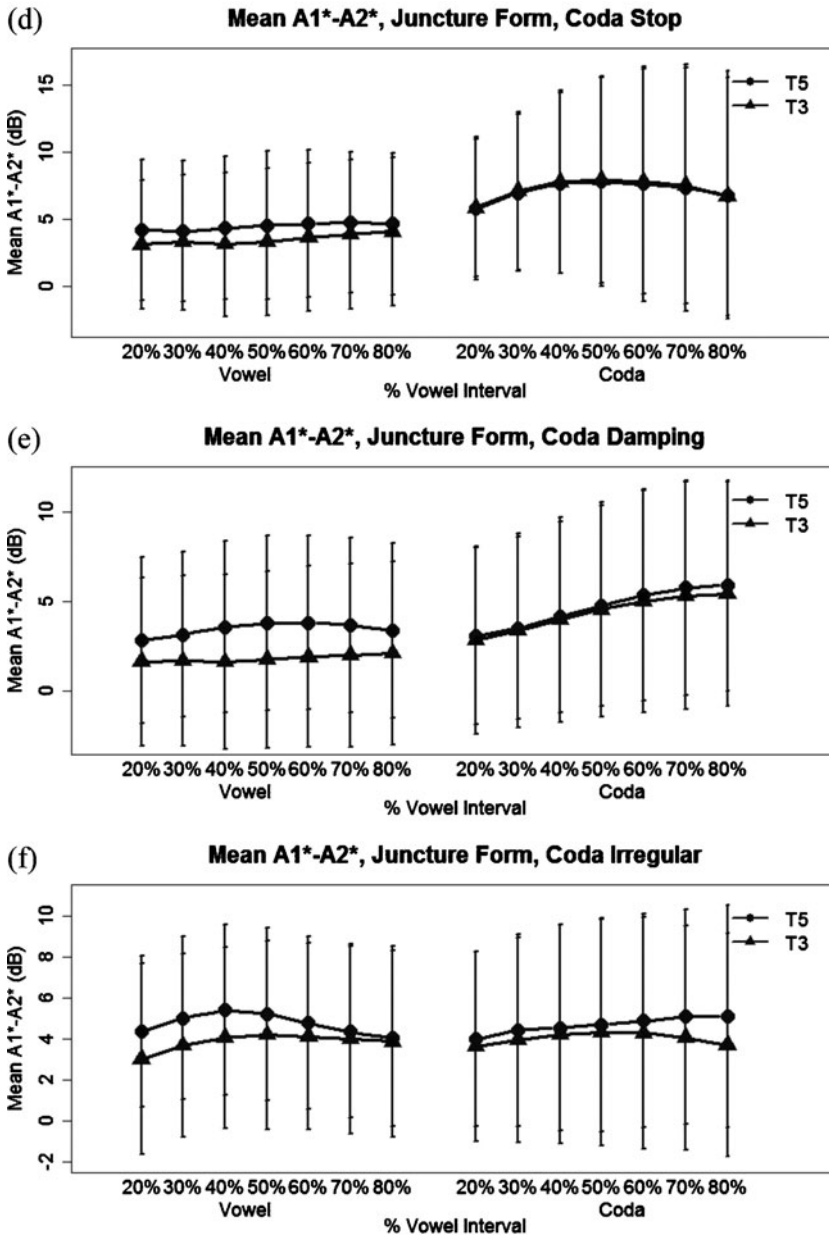 (d) Mean A1*-A2*, Juncture Form, Coda Stop
Mean A1*-A2* (dB)
15
10
5
0
T5
T3
20% 30% 40% 50% 60% 70% 80% 20% 30% 40% 50% 60% 70% 80%
Vowel Coda
% Vowel Interval
(e) Mean A1*-A2*, Juncture Form, Coda Damping
Mean A1*-A2* (dB)
10
5
0
T5
T3
20% 30% 40% 50% 60% 70% 80% 20% 30% 40% 50% 60% 70% 80%
Vowel Coda
% Vowel Interval
(f) Mean A1*-A2*, Juncture Form, Coda Irregular
Mean A1*-A2* (dB)
10
8
6
4
2
0
-2
T5
T3
20% 30% 40% 50% 60% 70% 80% 20% 30% 40% 50% 60% 70% 80%
Vowel Coda
% Vowel Interval